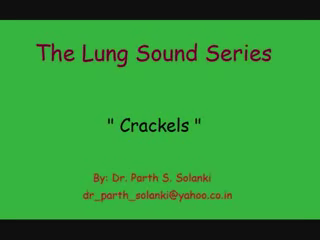 The Lung Sound Series
" Crackels "
By: Dr. Parth S. Solanki
dr_parth_solanki@yahoo.co.in